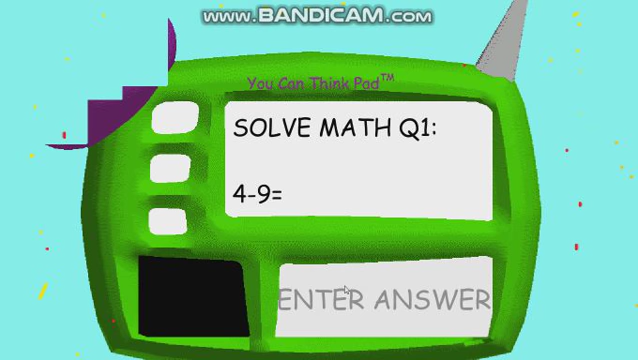 www.BANDICAM.com
You Can Think Pad™
SOLVE MATH Q1:
4-9=
ENTER ANSWER